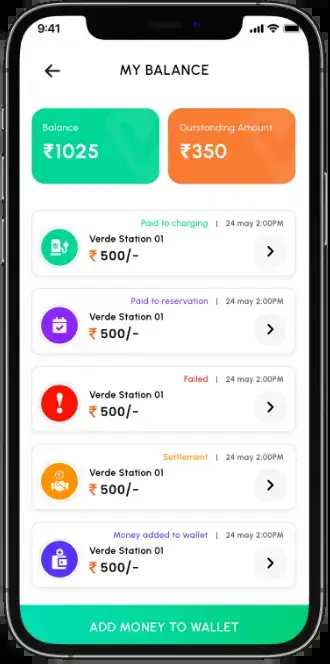 9:41
MY BALANCE
Balance
₹1025
Outstanding Amount
₹350
Paid to charging | 24 may 2:00PM
Verde Station 01
₹ 500/-
Paid to reservation | 24 may 2:00PM
Verde Station 01
₹ 500/-
Failed | 24 may 2:00PM
Verde Station 01
₹ 500/-
Settlement | 24 may 2:00PM
Verde Station 01
₹ 500/-
Money added to wallet | 24 may 2:00PM
Verde Station 01
₹ 500/-
ADD MONEY TO WALLET